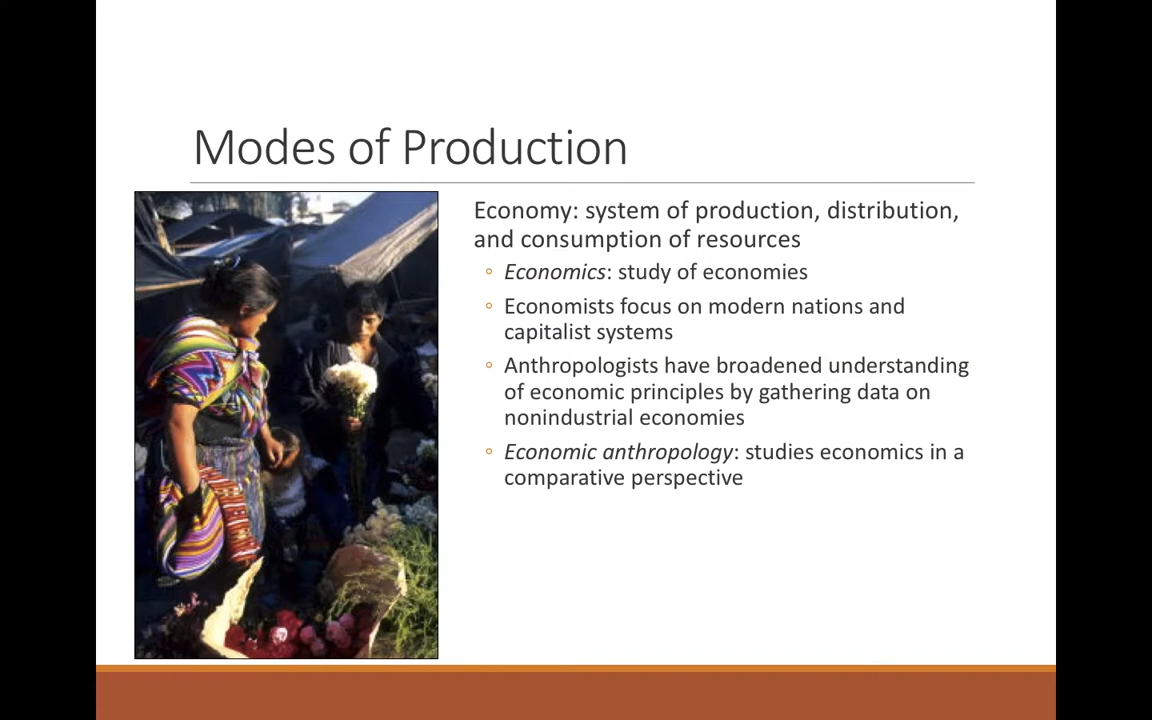 Modes of Production
Economy: system of production, distribution,
and consumption of resources
◦ Economics: study of economies
◦ Economists focus on modern nations and
capitalist systems
◦ Anthropologists have broadened understanding
of economic principles by gathering data on
nonindustrial economies
◦ Economic anthropology: studies economics in a
comparative perspective